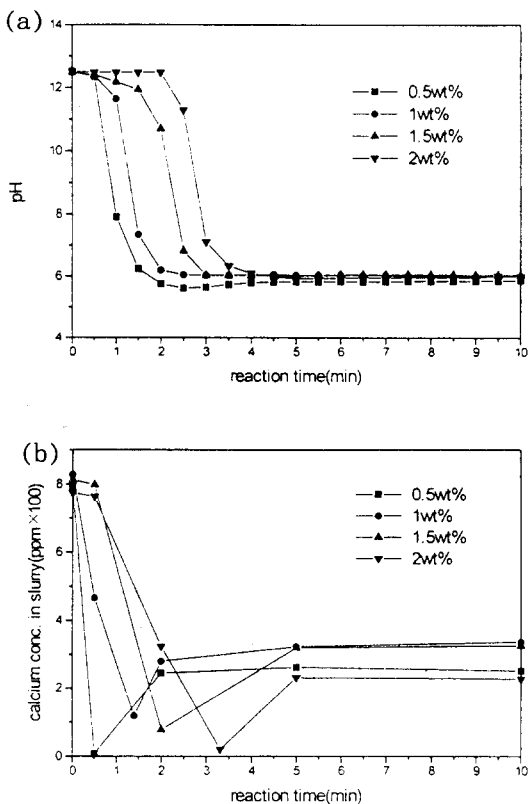 (a)
14
12
10
8
6
4
pH
0.5wt%
1wt%
1.5wt%
2wt%
0 1 2 3 4 5 6 7 8 9 10
reaction time(min)
(b)
10
8
6
4
2
0
calcium conc. in slurry(ppm×100)
0.5wt%
1wt%
1.5wt%
2wt%
0 1 2 3 4 5 6 7 8 9 10
reaction time(min)